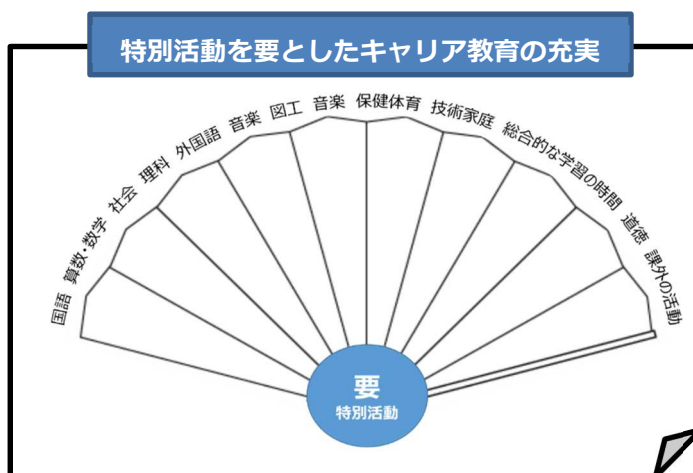 特別活動を要としたキャリア教育の充実
国語 算数・数学 社会 理科 外国語 音楽 図工 音楽 保健体育 技術家庭 総合的な学習の時間 道徳 課外の活動
要
特別活動